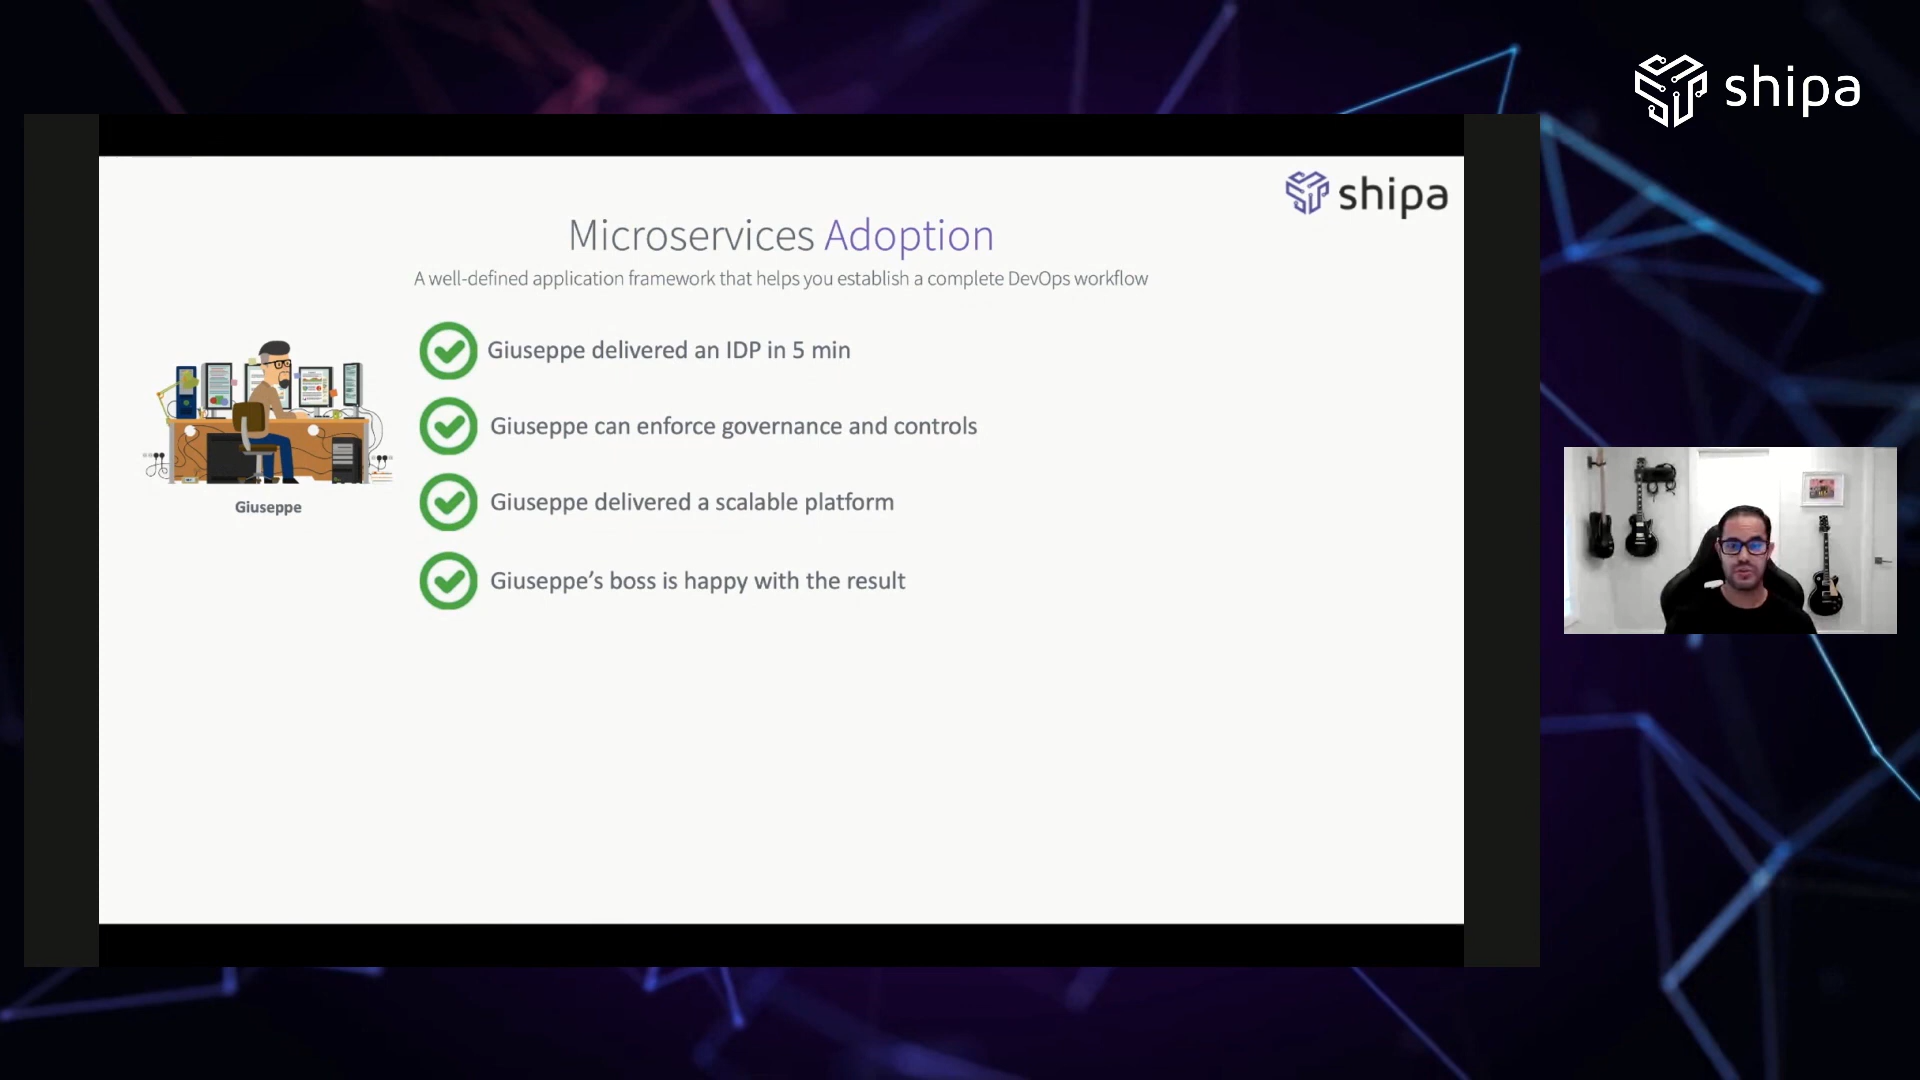 shipa
shipa
Microservices Adoption
A well-defined application framework that helps you establish a complete DevOps workflow
Giuseppe delivered an IDP in 5 min
Giuseppe can enforce governance and controls
Giuseppe delivered a scalable platform
Giuseppe’s boss is happy with the result
Giuseppe